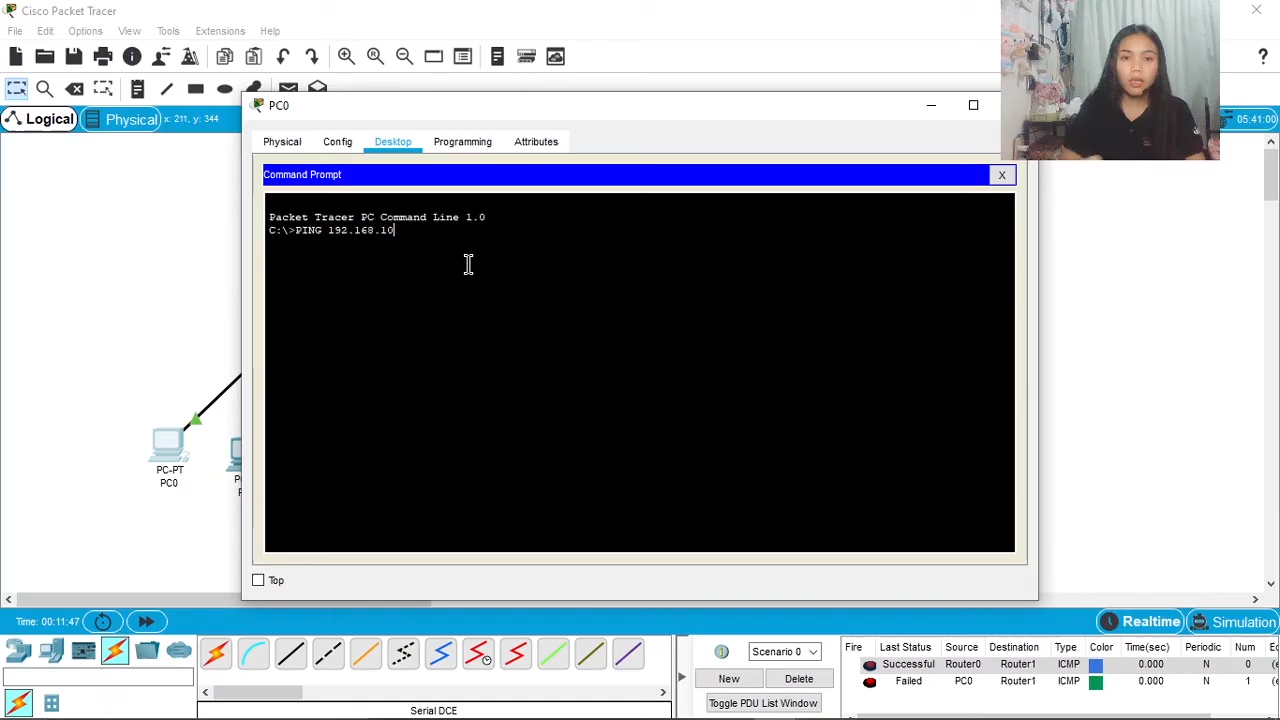 Cisco Packet Tracer
File Edit Options View Tools Extensions Help
?
Logical Physical x: 211, y: 344 05:41:00
PC0
Physical Config Desktop Programming Attributes
Command Prompt X
Packet Tracer PC Command Line 1.0
C:\>PING 192.168.10
PC-PT
PC0
Top
Time: 00:11:47 Realtime Simulation
Fire Last Status Source Destination Type Color Time(sec) Periodic Num
Scenario 0
Successful Router0 Router1 ICMP 0.000 N 0
New Delete
Failed PC0 Router1 ICMP 0.000 N 1
Toggle PDU List Window
Serial DCE